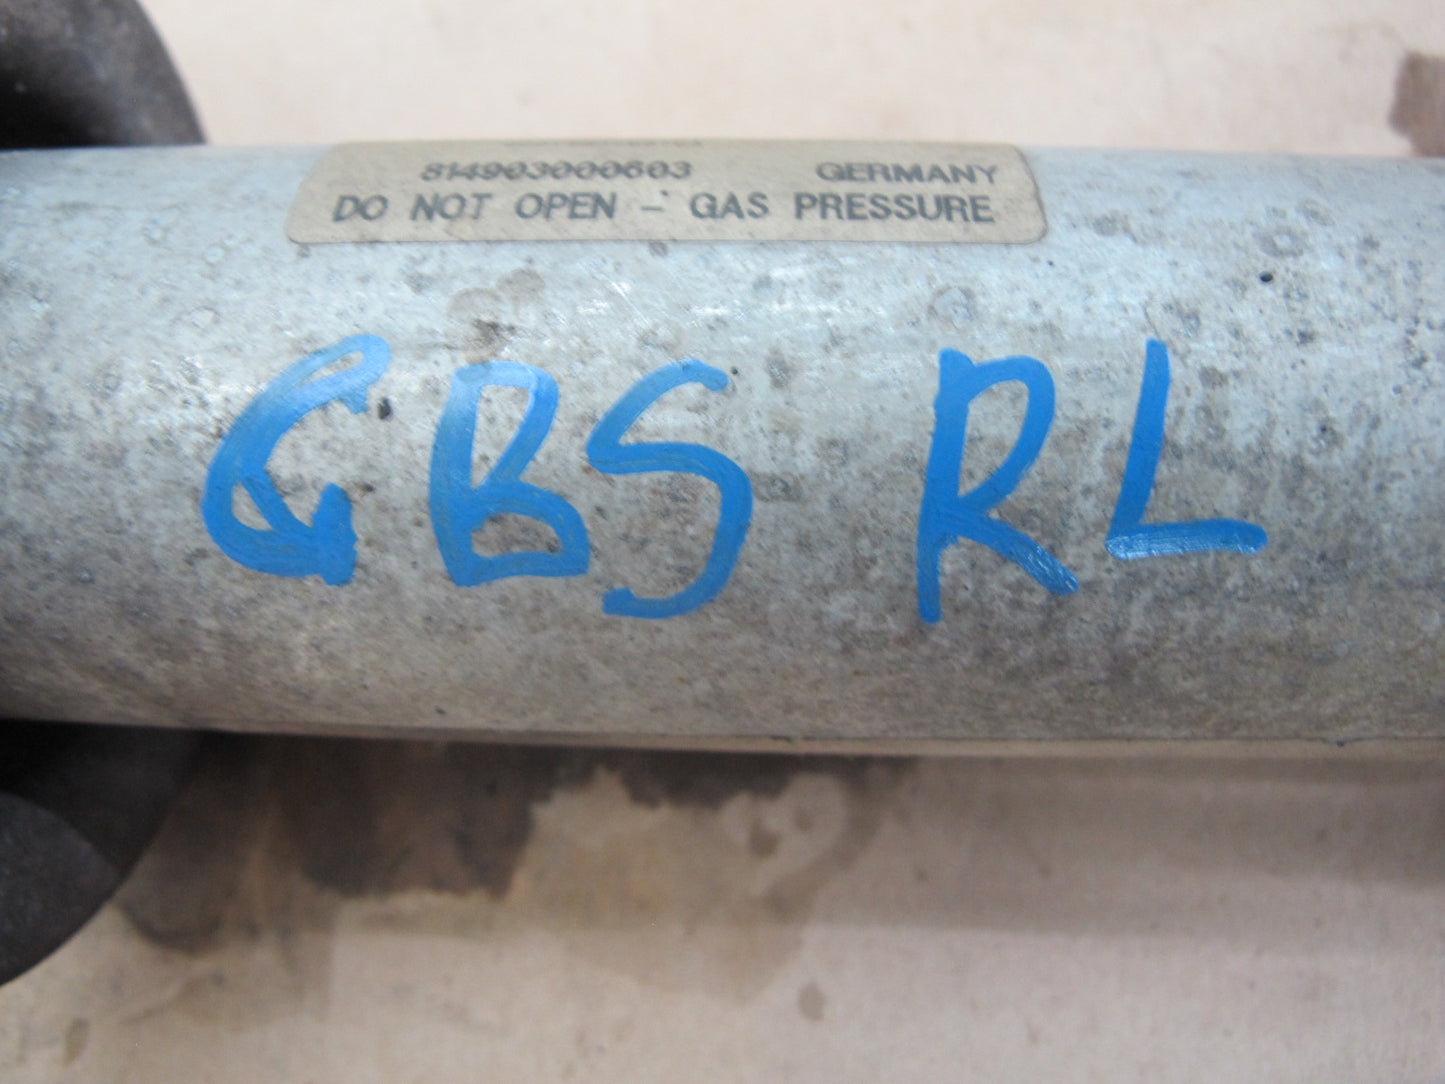 814903000603 GERMANY
DO NOT OPEN - GAS PRESSURE
GBS RL